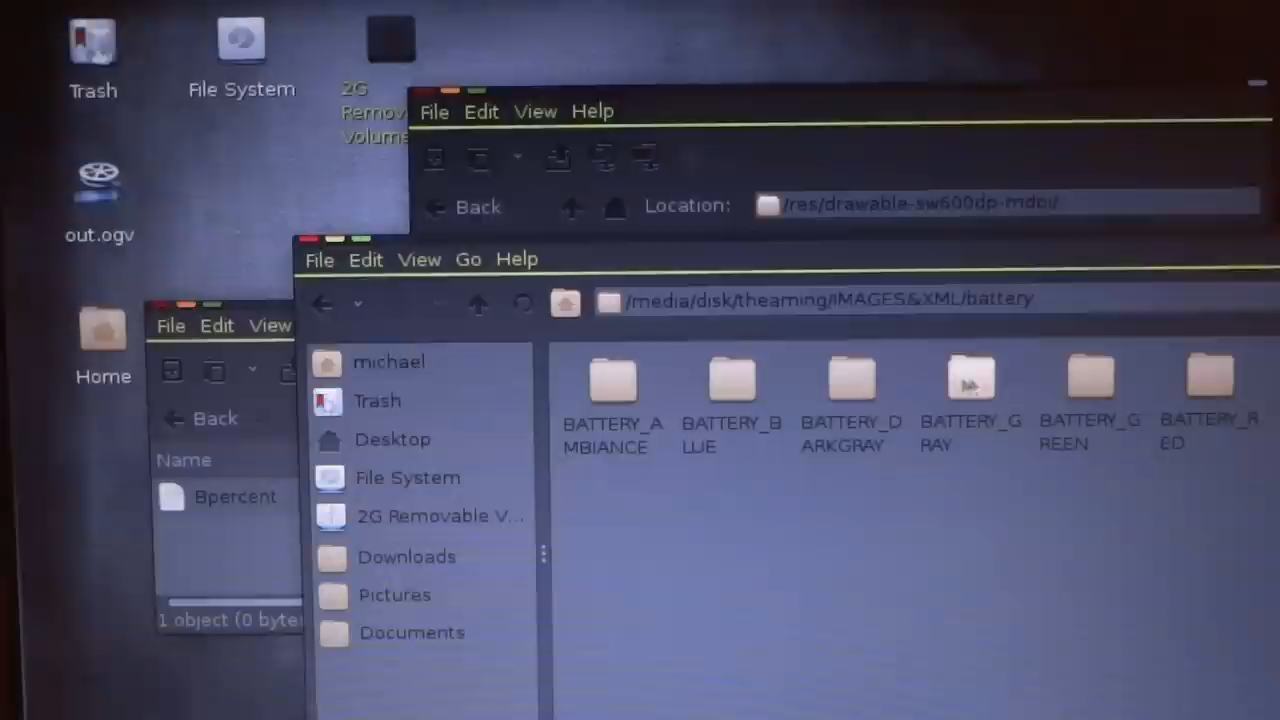 Trash
File System
2G
Remov
Volume
out.ogv
Home
File Edit View Help
Back
Location: /res/drawable-sw600dp-mdpi/
File Edit View Go Help
/media/disk/theaming/IMAGES&XML/battery
michael
Trash
Desktop
File System
2G Removable V...
Downloads
Pictures
Documents
BATTERY_A
MBIANCE
BATTERY_B
LUE
BATTERY_D
ARKGRAY
BATTERY_G
RAY
BATTERY_G
REEN
BATTERY_R
ED
File Edit View
Back
Name
Bpercent
1 object (0 byte